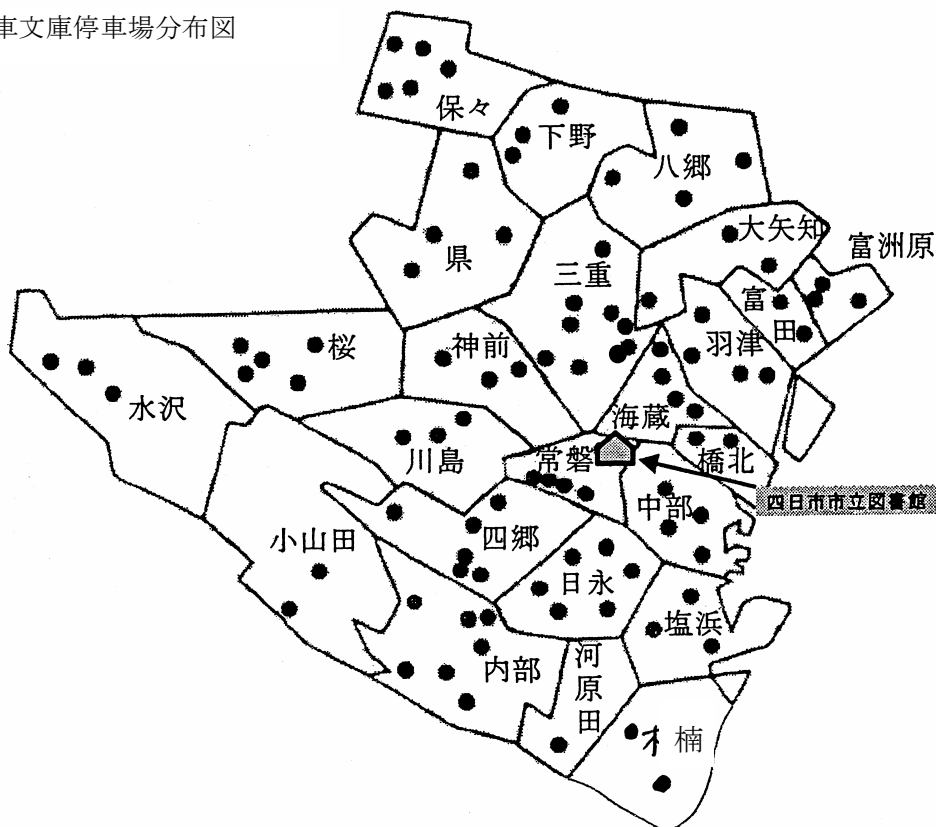 車文庫停車場分布図
保々
下野
八郷
大矢知
富洲原
県
三重
富田
桜
神前
羽津
水沢
海蔵
川島
常磐
橋北
四日市市立図書館
中部
小山田
四郷
日永
塩浜
内部
河原田
楠